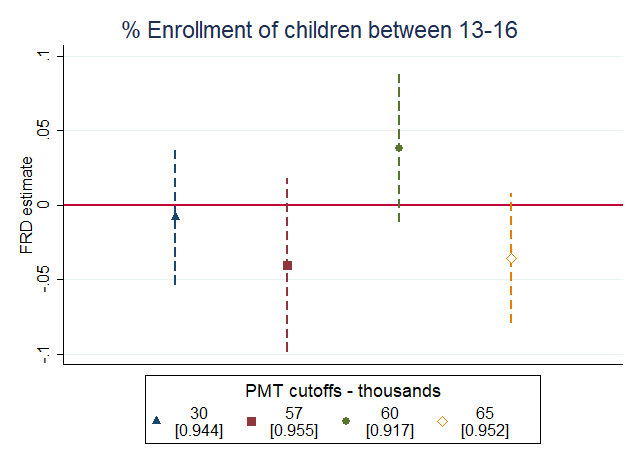 % Enrollment of children between 13-16
.1
.05
0
-.05
-.1
FRD estimate
PMT cutoffs - thousands
30 57 60 65
[0.944] [0.955] [0.917] [0.952]